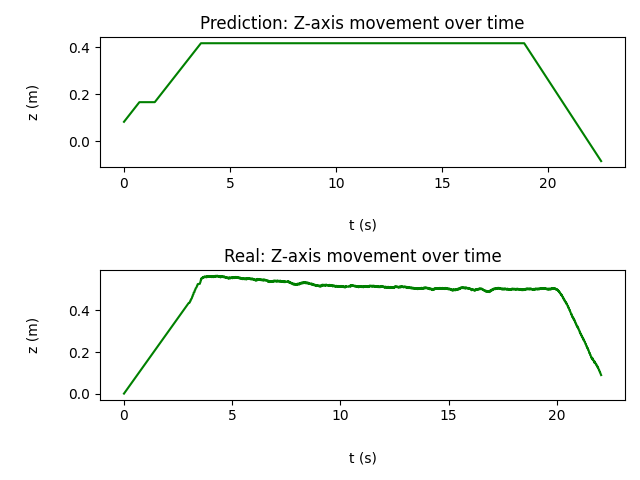 Prediction: Z-axis movement over time
z (m)
0.4
0.2
0.0
0 5 10 15 20
t (s)
Real: Z-axis movement over time
z (m)
0.4
0.2
0.0
0 5 10 15 20
t (s)